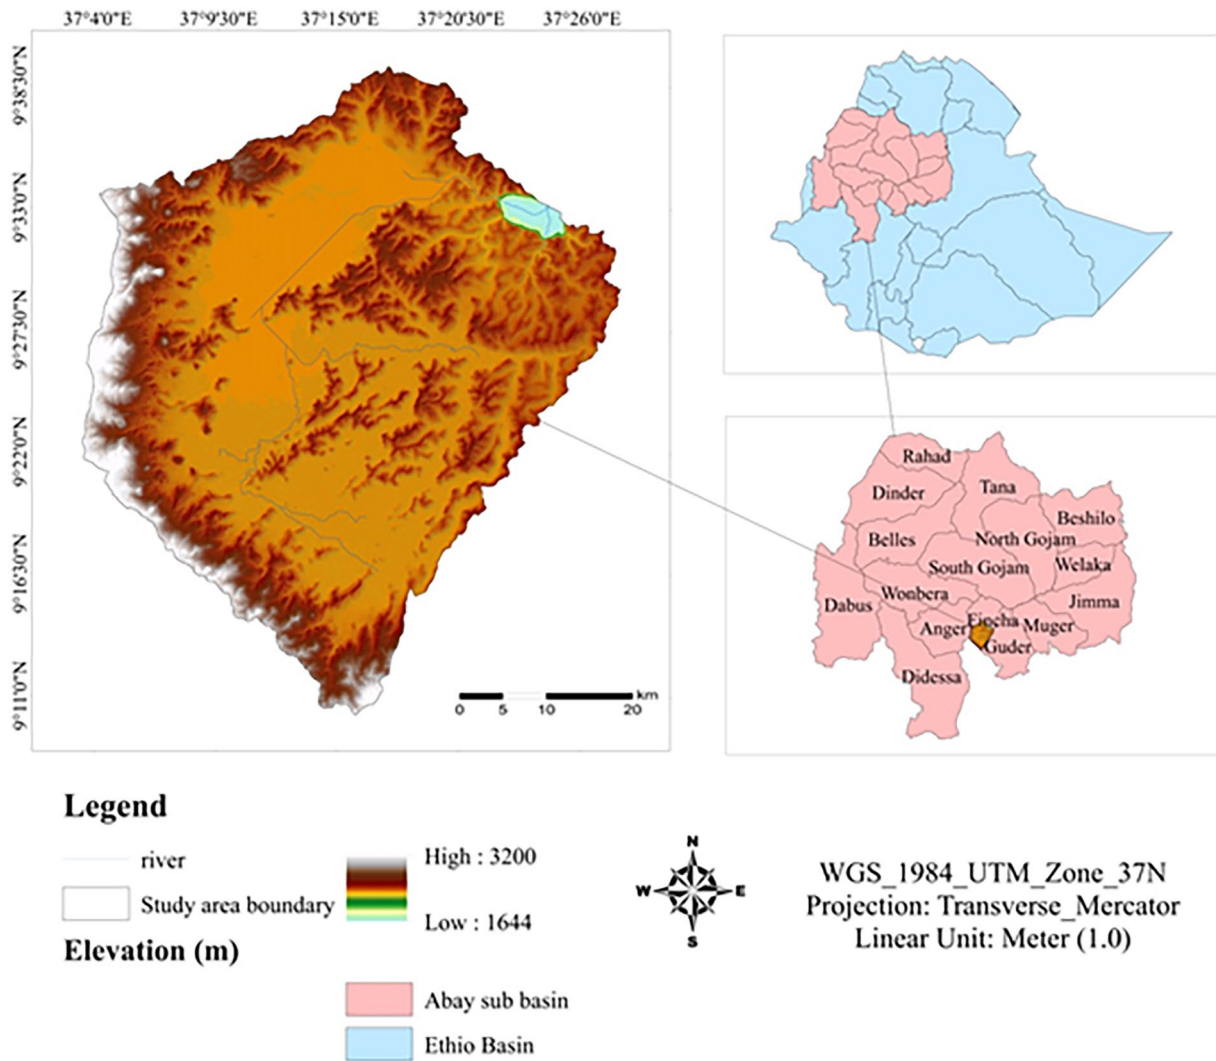 37°4'0"E 37°9'30"E 37°15'0"E 37°20'30"E 37°26'0"E
9°38'30"N
9°33'0"N
9°27'30"N
9°22'0"N
9°16'30"N
9°11'0"N
km
0 5 10 20
Rahad
Dinder
Tana
Beshilo
Belles
North Gojam
South Gojam
Welaka
Wonbera
Dabus
Jimma
Fincha
Anger
Muger
Guder
Didessa
Legend
river
Study area boundary
Elevation (m)
High : 3200
Low : 1644
Abay sub basin
Ethio Basin
N
W E
S
WGS_1984_UTM_Zone_37N
Projection: Transverse_Mercator
Linear Unit: Meter (1.0)